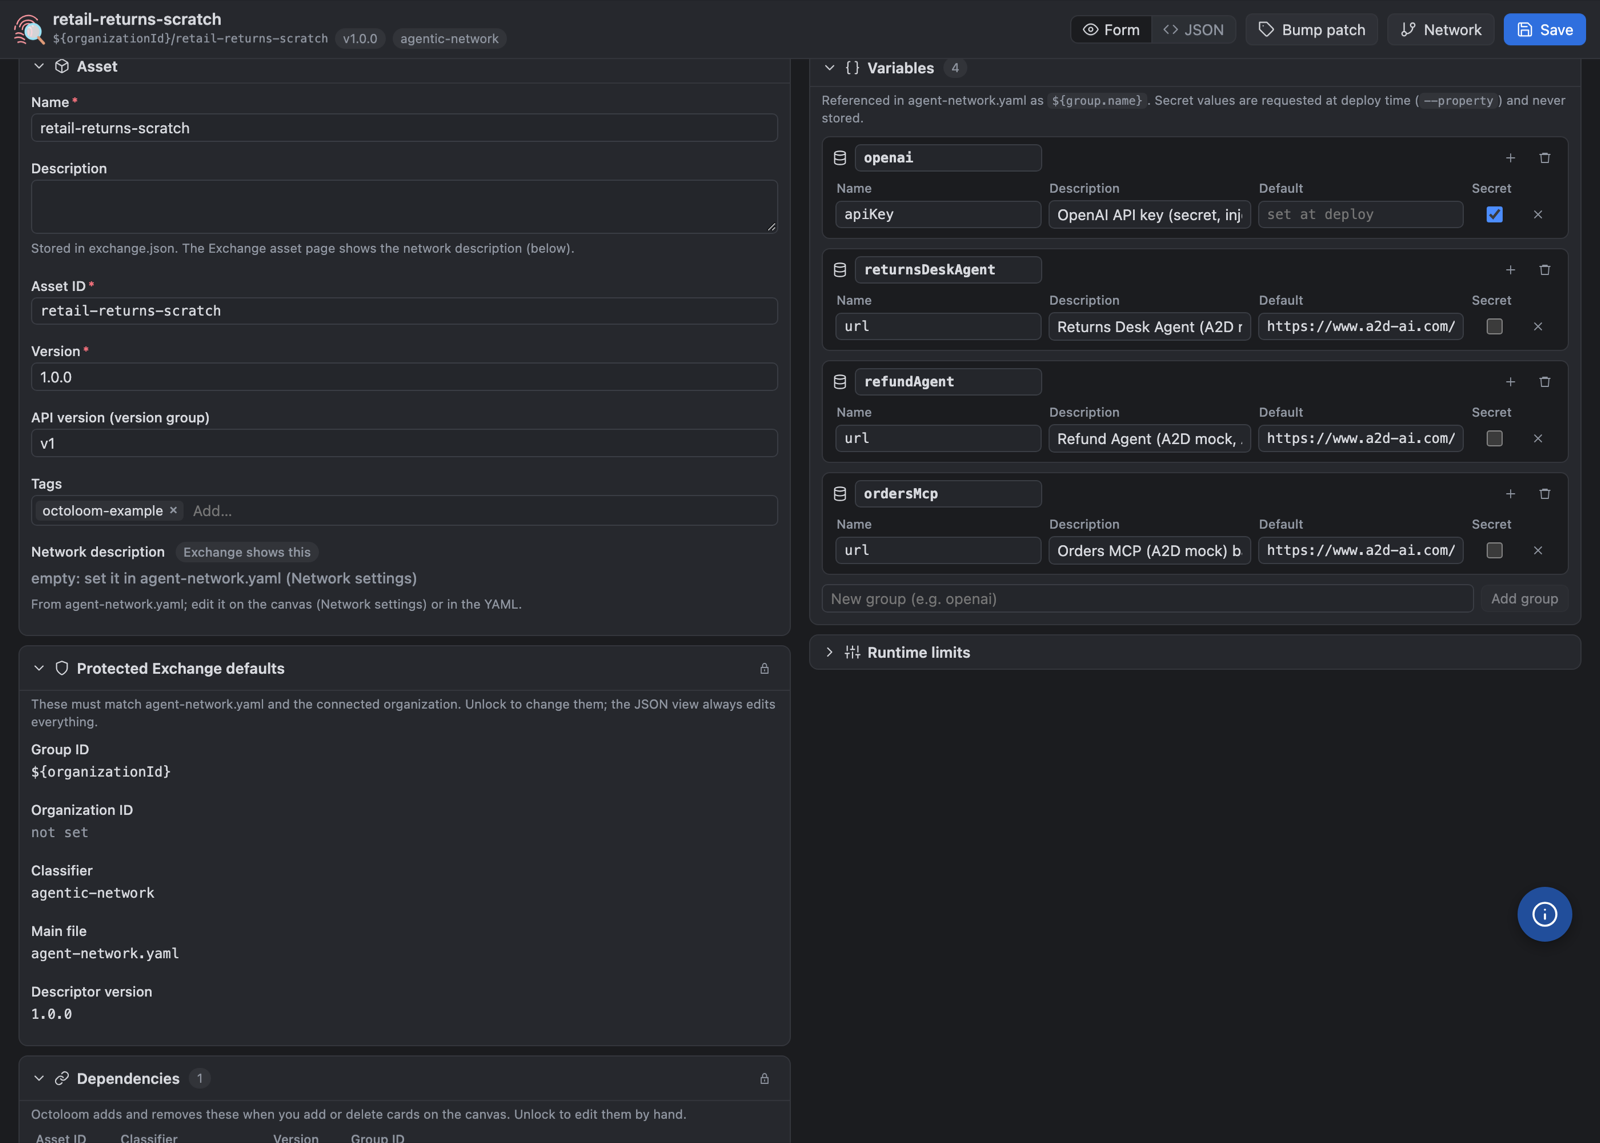 retail-returns-scratch
${organizationId}/retail-returns-scratch v1.0.0 agentic-network
Form JSON Bump patch Network Save
Asset
Name*
retail-returns-scratch
Description
Stored in exchange.json. The Exchange asset page shows the network description (below).
Asset ID*
retail-returns-scratch
Version*
1.0.0
API version (version group)
v1
Tags
octoloom-example × Add...
Network description Exchange shows this
empty: set it in agent-network.yaml (Network settings)
From agent-network.yaml; edit it on the canvas (Network settings) or in the YAML.
Protected Exchange defaults
These must match agent-network.yaml and the connected organization. Unlock to change them; the JSON view always edits
everything.
Group ID
${organizationId}
Organization ID
not set
Classifier
agentic-network
Main file
agent-network.yaml
Descriptor version
1.0.0
Dependencies 1
Octoloom adds and removes these when you add or delete cards on the canvas. Unlock to edit them by hand.
Asset ID Classifier Version Group ID
Variables 4
Referenced in agent-network.yaml as ${group.name}. Secret values are requested at deploy time (--property) and never
stored.
openai
Name Description Default Secret
apiKey OpenAI API key (secret, inj set at deploy
returnsDeskAgent
Name Description Default Secret
url Returns Desk Agent (A2D r https://www.a2d-ai.com/
refundAgent
Name Description Default Secret
url Refund Agent (A2D mock, https://www.a2d-ai.com/
ordersMcp
Name Description Default Secret
url Orders MCP (A2D mock) b https://www.a2d-ai.com/
New group (e.g. openai) Add group
Runtime limits